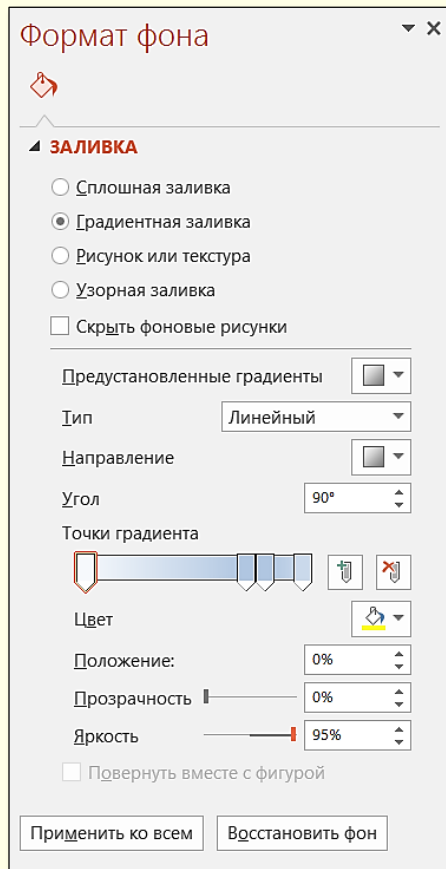 Формат фона
ЗАЛИВКА
Сплошная заливка
Градиентная заливка
Рисунок или текстура
Узорная заливка
Скрыть фоновые рисунки
Предустановленные градиенты
Тип Линейный
Направление
Угол 90°
Точки градиента
Цвет
Положение: 0%
Прозрачность 0%
Яркость 95%
Повернуть вместе с фигурой
Применить ко всем Восстановить фон